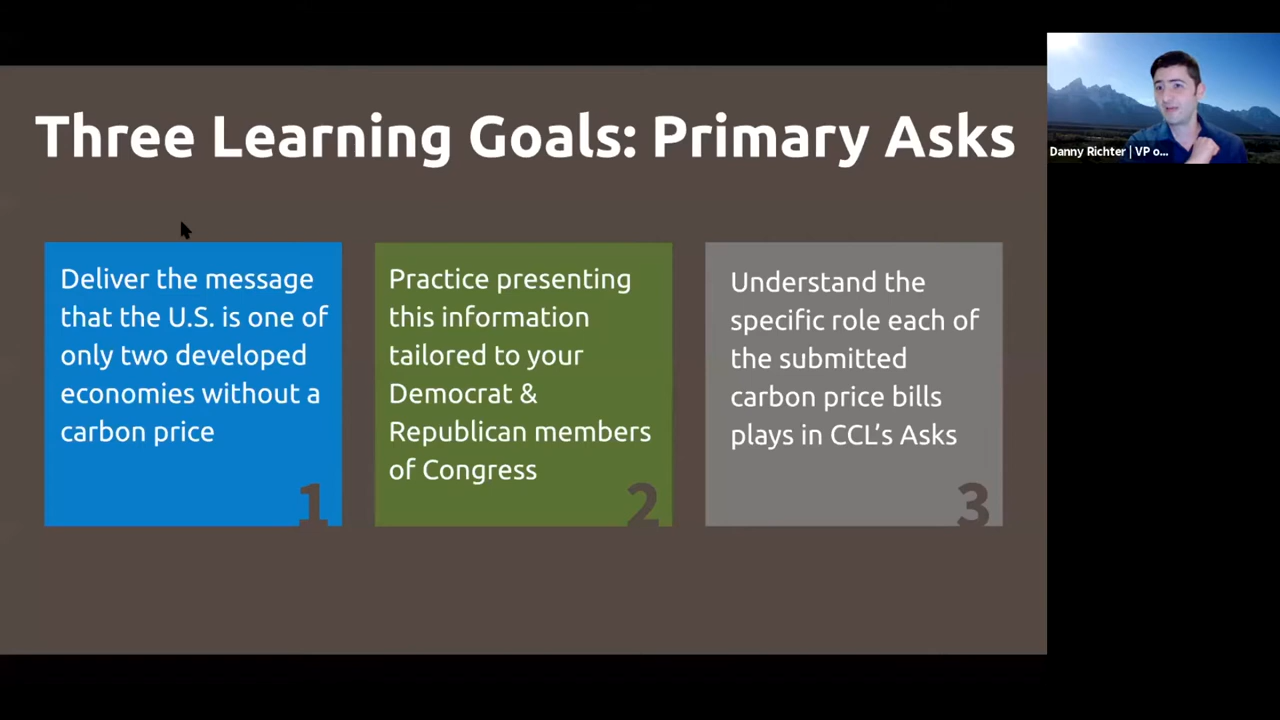 Three Learning Goals: Primary Asks
Deliver the message
that the U.S. is one of
only two developed
economies without a
carbon price
1
Practice presenting
this information
tailored to your
Democrat &
Republican members
of Congress
2
Understand the
specific role each of
the submitted
carbon price bills
plays in CCL’s Asks
3
Danny Richter | VP o...